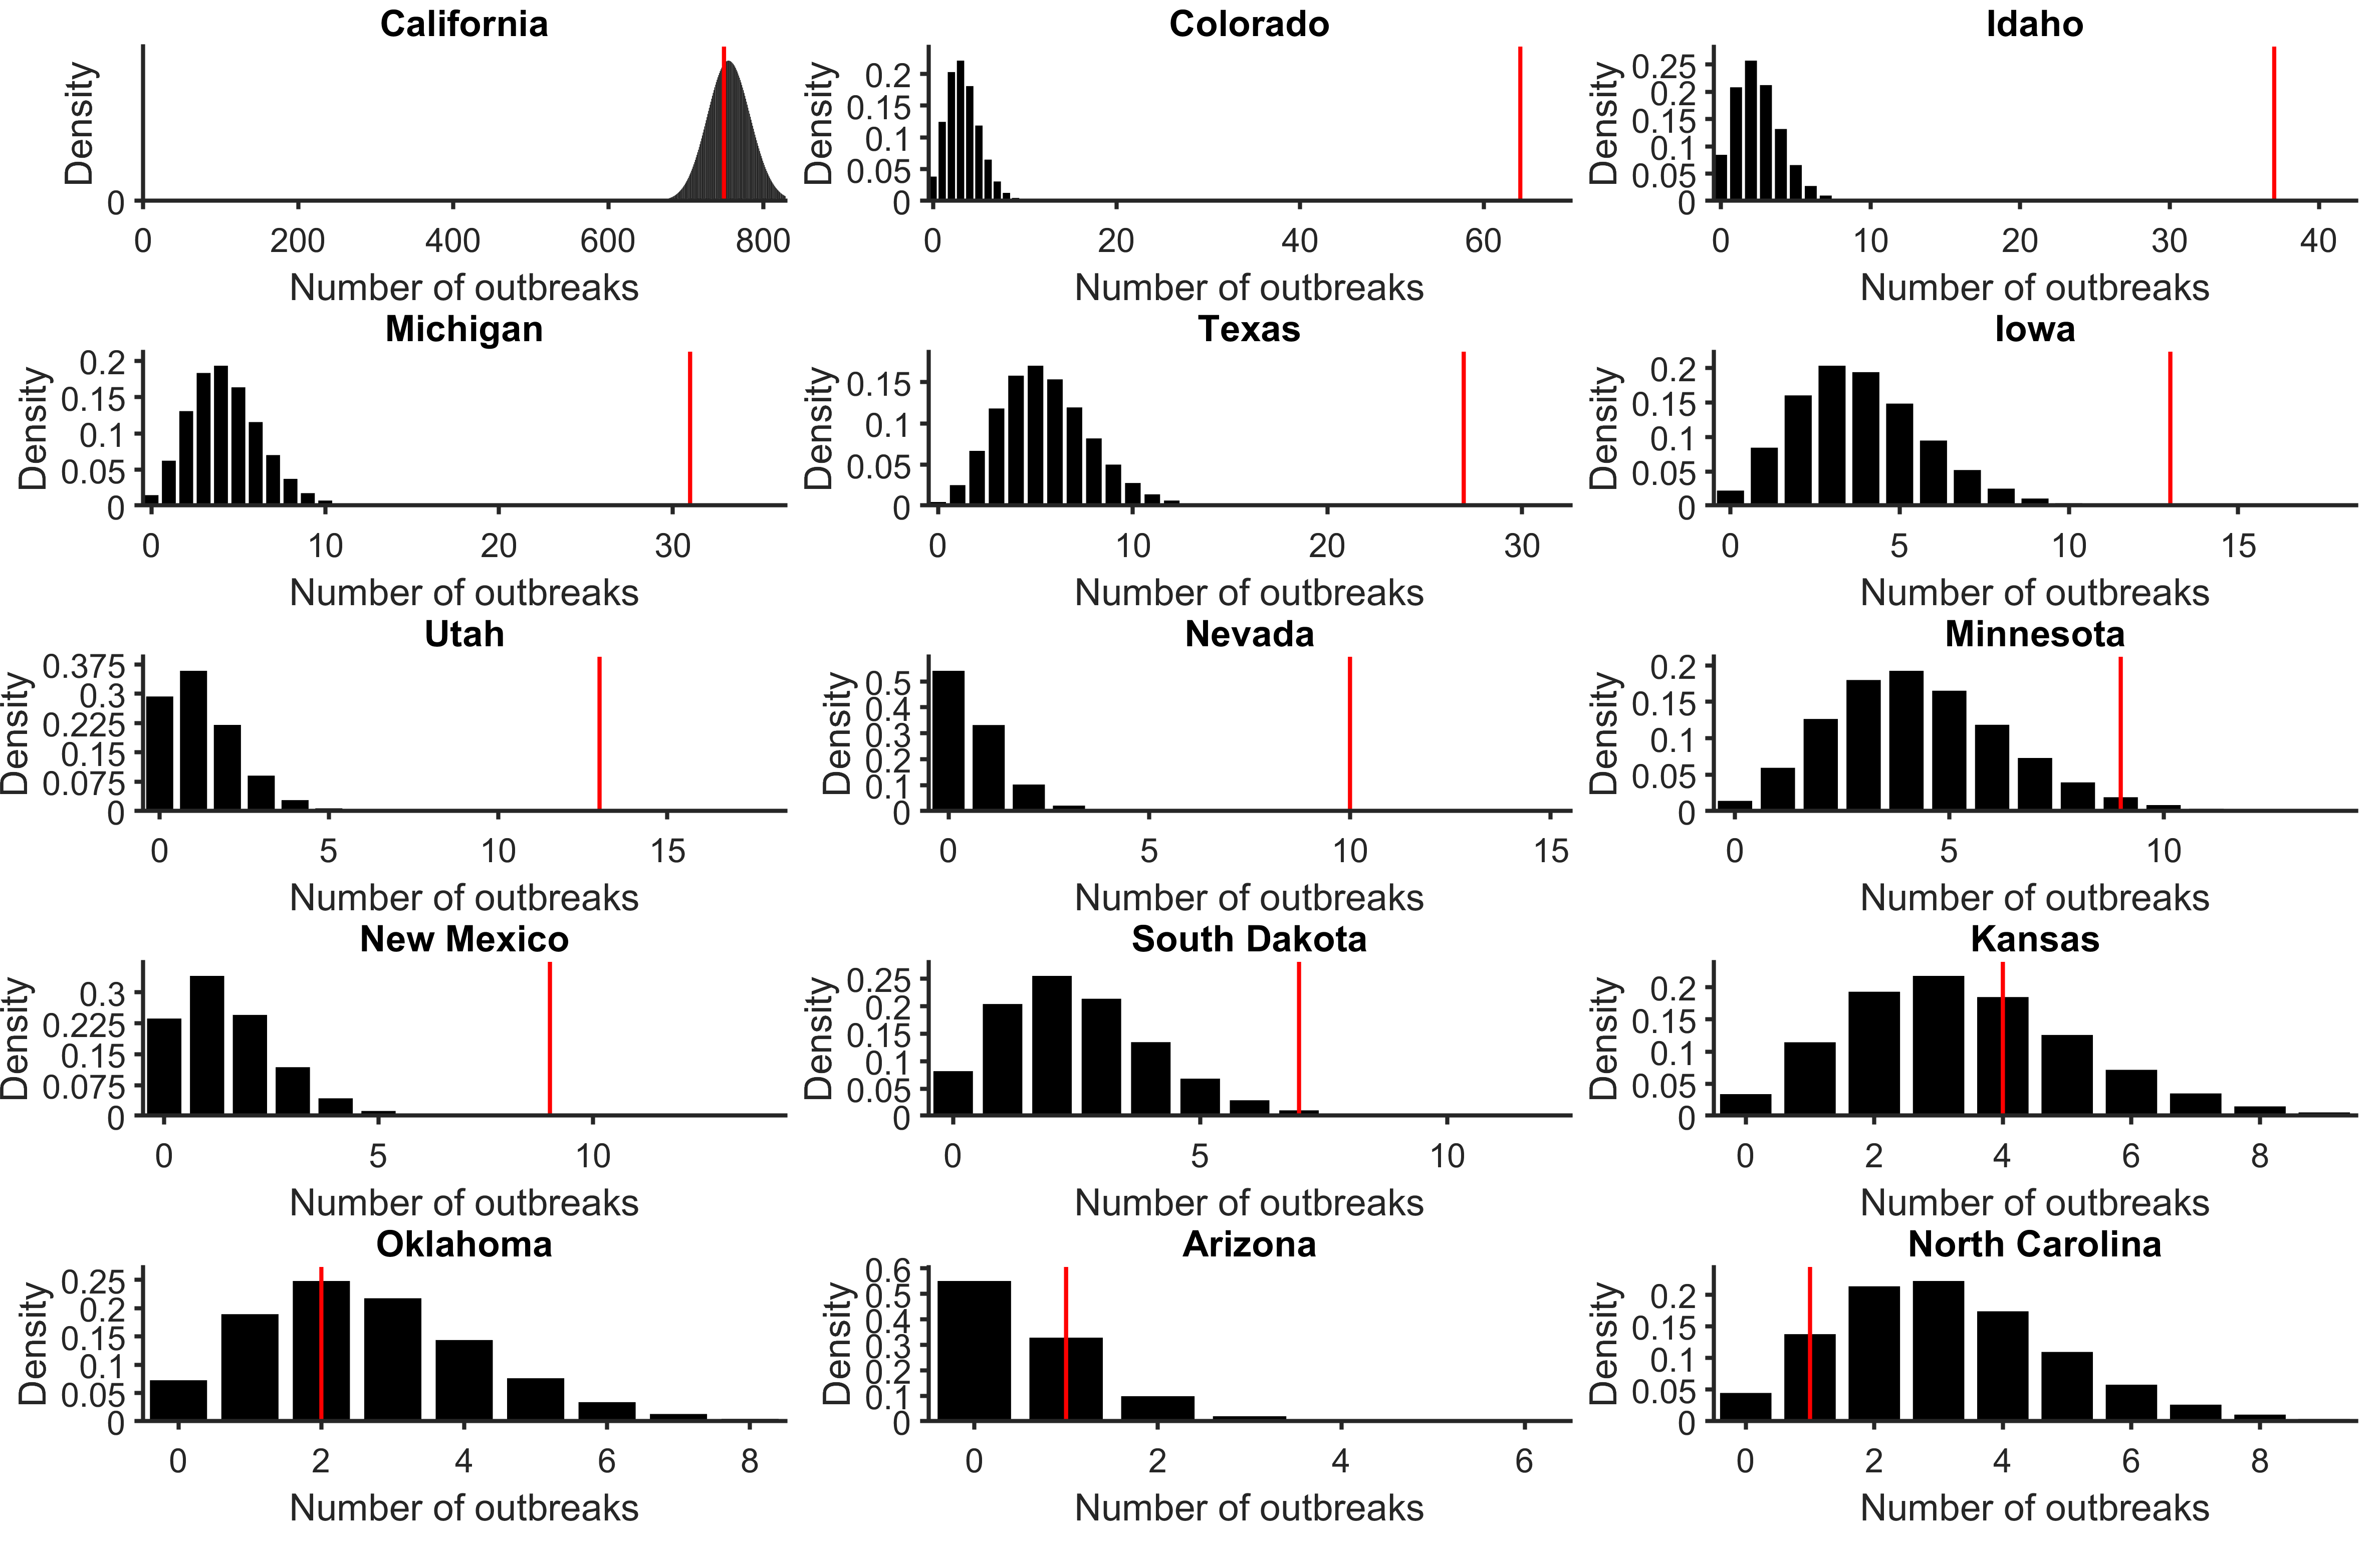 California
Density
0
0 200 400 600 800
Number of outbreaks
Colorado
Density
0.2
0.15
0.1
0.05
0
0 20 40 60
Number of outbreaks
Idaho
Density
0.25
0.2
0.15
0.1
0.05
0
0 10 20 30 40
Number of outbreaks
Michigan
Density
0.2
0.15
0.1
0.05
0
0 10 20 30
Number of outbreaks
Texas
Density
0.15
0.1
0.05
0
0 10 20 30
Number of outbreaks
Iowa
Density
0.2
0.15
0.1
0.05
0
0 5 10 15
Number of outbreaks
Utah
Density
0.375
0.3
0.225
0.15
0.075
0
0 5 10 15
Number of outbreaks
Nevada
Density
0.5
0.4
0.3
0.2
0.1
0
0 5 10 15
Number of outbreaks
Minnesota
Density
0.2
0.15
0.1
0.05
0
0 5 10
Number of outbreaks
New Mexico
Density
0.3
0.225
0.15
0.075
0
0 5 10
Number of outbreaks
South Dakota
Density
0.25
0.2
0.15
0.1
0.05
0
0 5 10
Number of outbreaks
Kansas
Density
0.2
0.15
0.1
0.05
0
0 2 4 6 8
Number of outbreaks
Oklahoma
Density
0.25
0.2
0.15
0.1
0.05
0
0 2 4 6 8
Number of outbreaks
Arizona
Density
0.6
0.5
0.4
0.3
0.2
0.1
0
0 2 4 6
Number of outbreaks
North Carolina
Density
0.2
0.15
0.1
0.05
0
0 2 4 6 8
Number of outbreaks